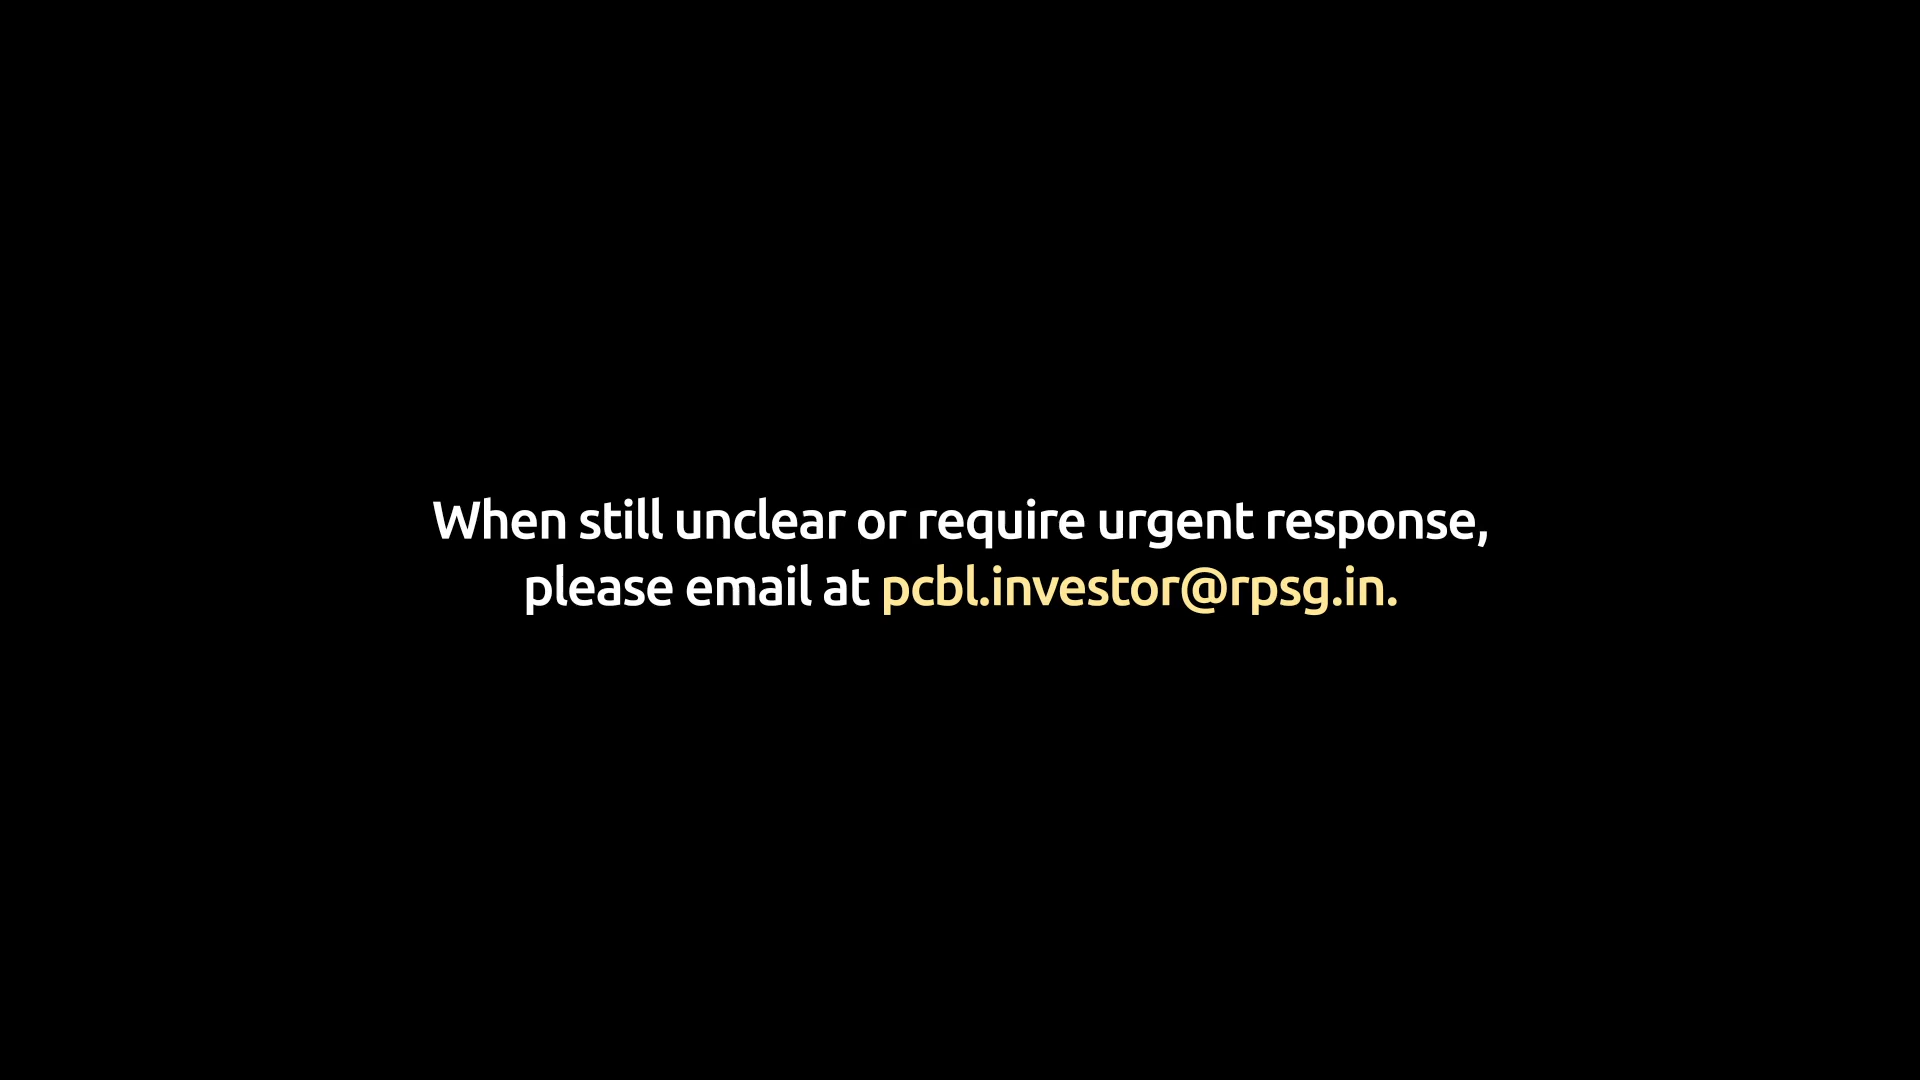 When still unclear or require urgent response,
please email at pcbl.investor@rpsg.in.